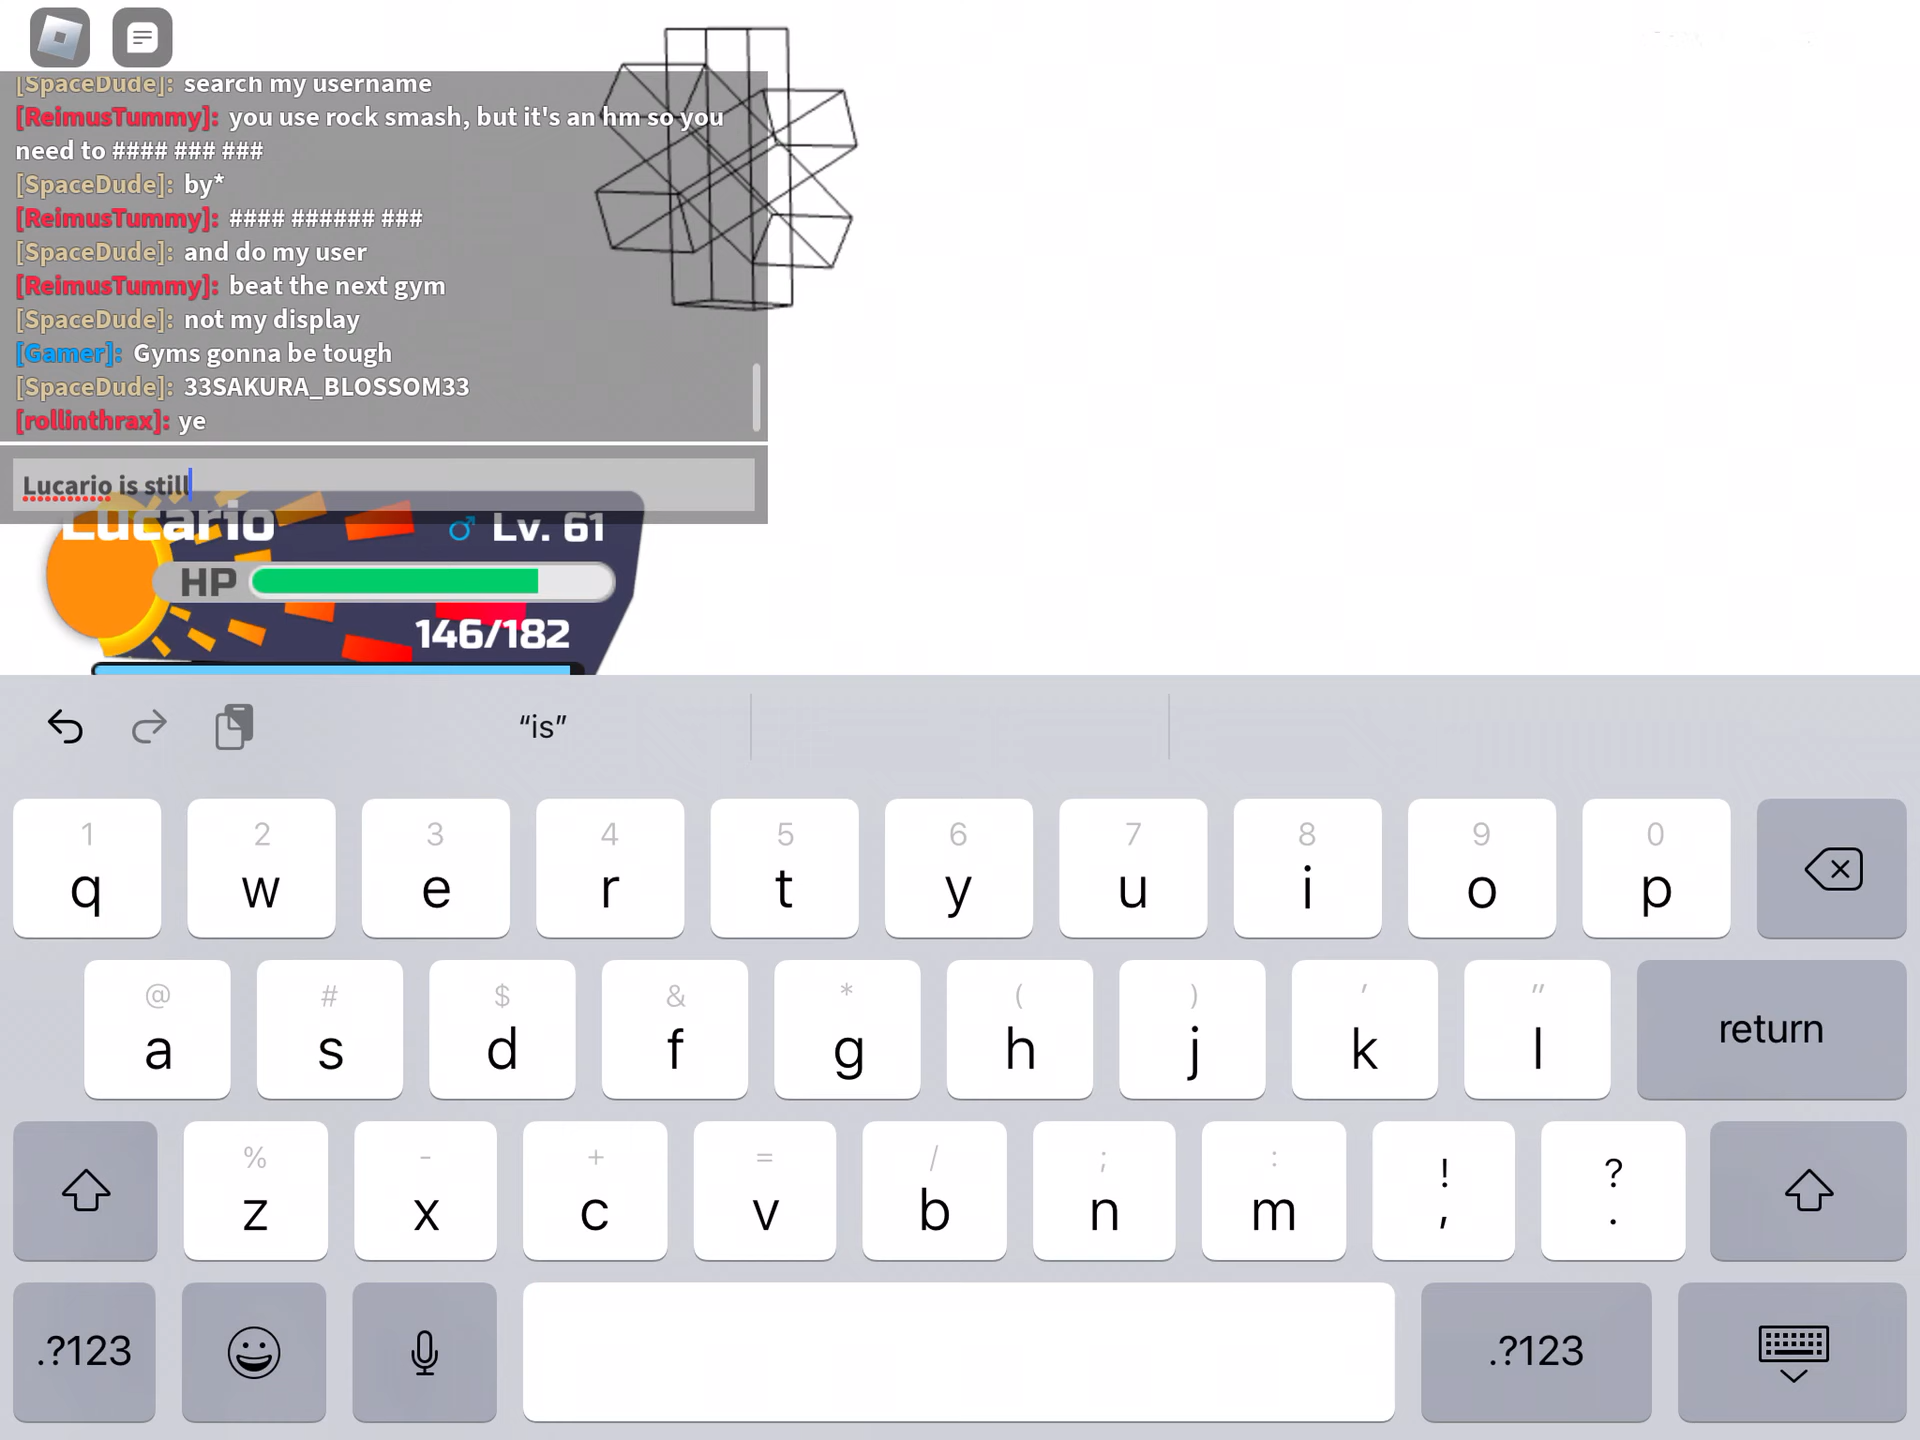 [SpaceDude]: search my username
[ReimusTummy]: you use rock smash, but it's an hm so you
need to #### ### ###
[SpaceDude]: by*
[ReimusTummy]: #### ###### ###
[SpaceDude]: and do my user
[ReimusTummy]: beat the next gym
[SpaceDude]: not my display
[Gamer]: Gyms gonna be tough
[SpaceDude]: 33SAKURA_BLOSSOM33
[rollinthrax]: ye
Lucario is still
Lucario ♂ Lv. 61
HP
146/182
“is”
1 2 3 4 5 6 7 8 9 0
q w e r t y u i o p
@ # $ & * ( ) ' "
a s d f g h j k l return
% - + = / ; : ! ?
z x c v b n m , .
.?123 .?123